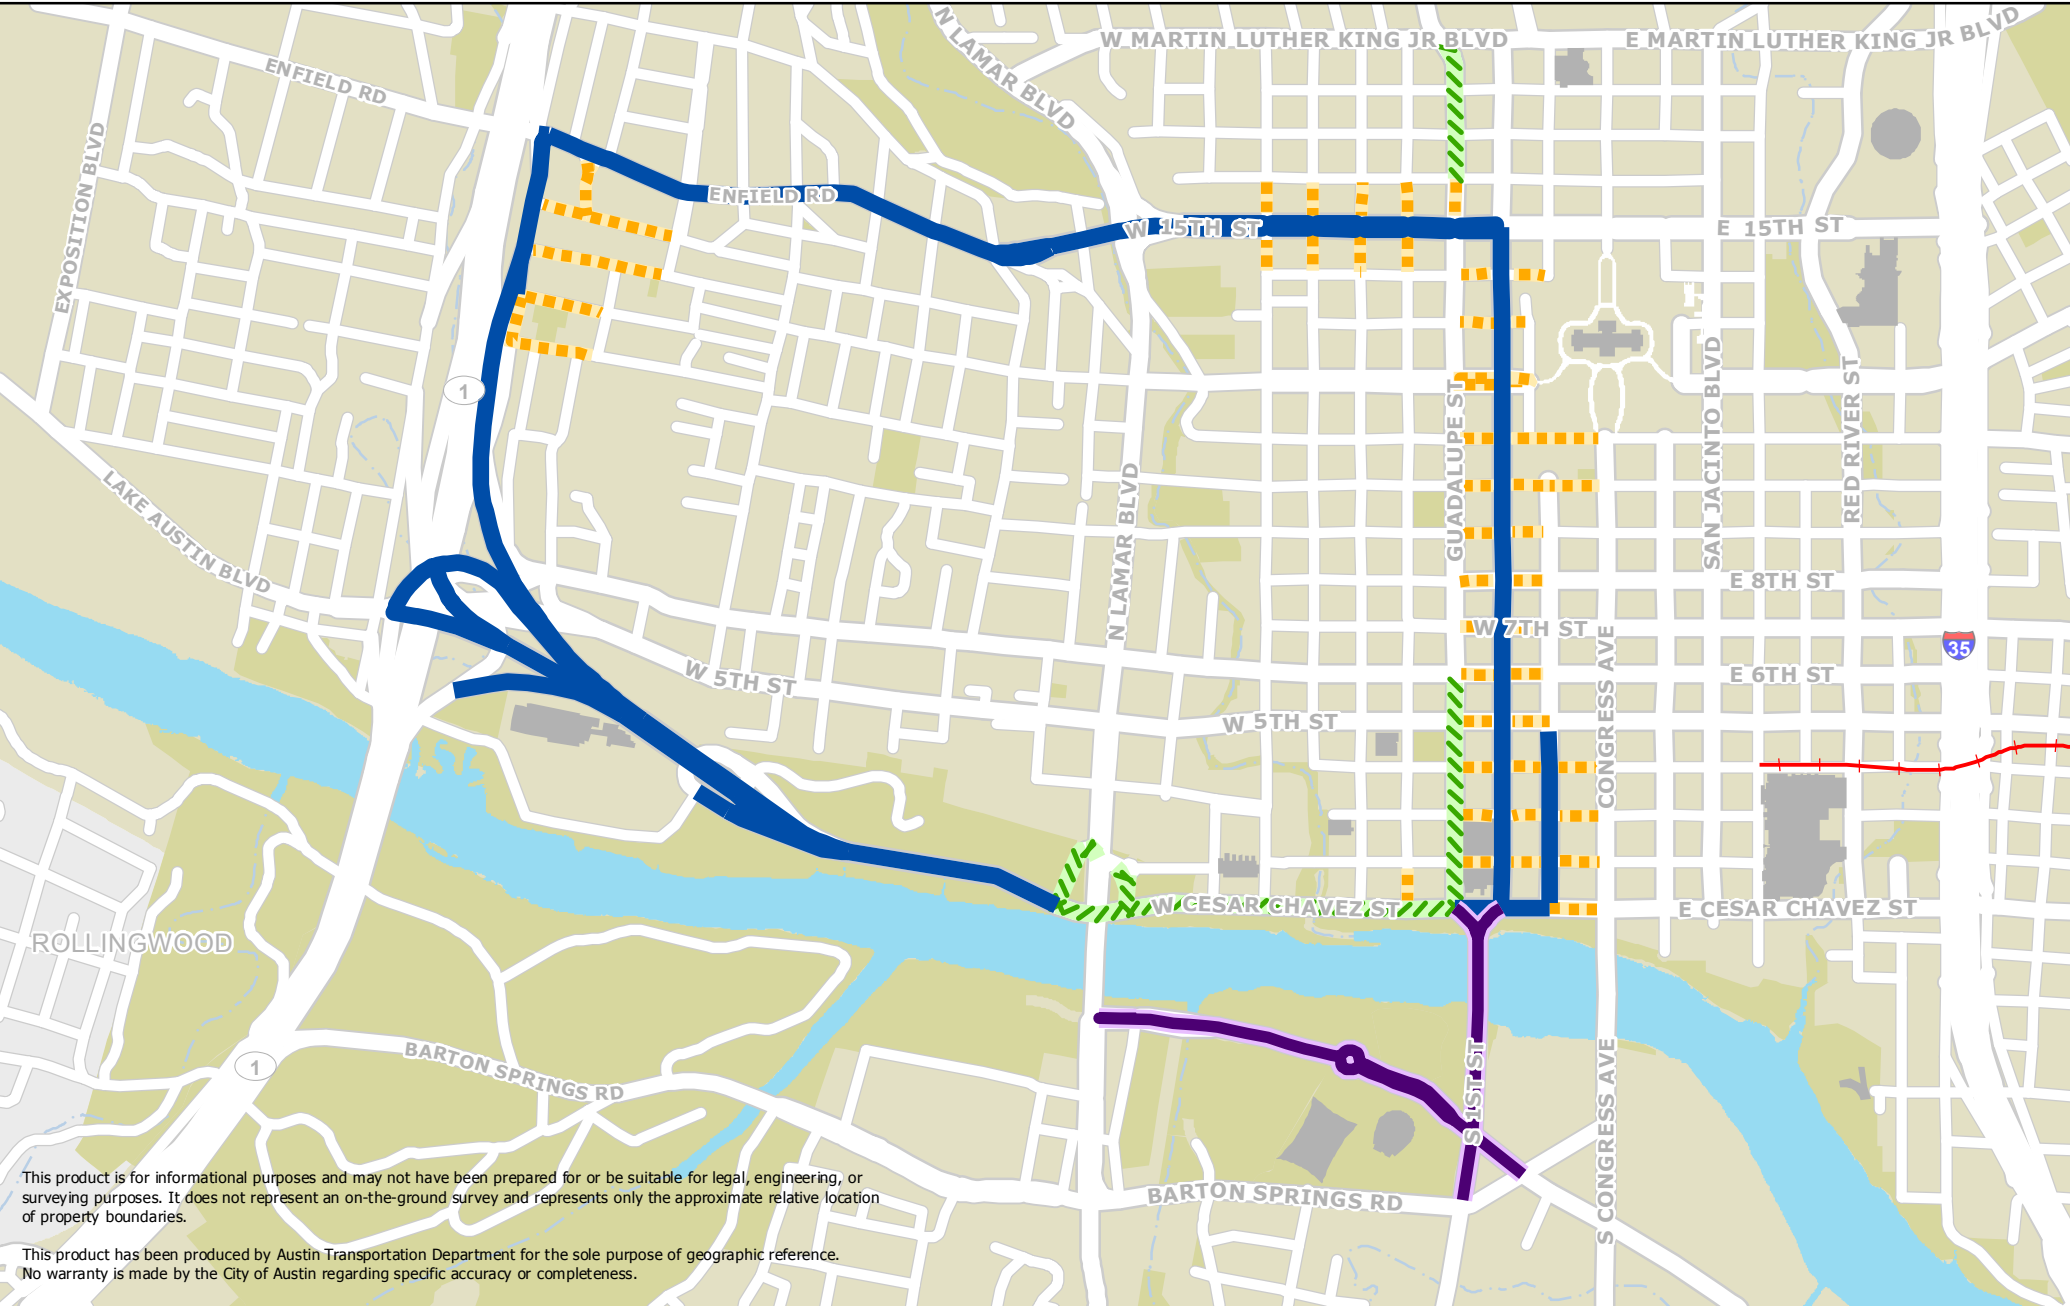 W MARTIN LUTHER KING JR BLVD
E MARTIN LUTHER KING JR BLVD
N LAMAR BLVD
ENFIELD RD
EXPOSITION BLVD
ENFIELD RD
W 15TH ST
E 15TH ST
1
GUADALUPE ST
SAN JACINTO BLVD
RED RIVER ST
LAKE AUSTIN BLVD
N LAMAR BLVD
E 8TH ST
W 7TH ST
CONGRESS AVE
35
W 5TH ST
E 6TH ST
W 5TH ST
W CESAR CHAVEZ ST
E CESAR CHAVEZ ST
ROLLINGWOOD
1
BARTON SPRINGS RD
S 1ST ST
S CONGRESS AVE
BARTON SPRINGS RD
This product is for informational purposes and may not have been prepared for or be suitable for legal, engineering, or
surveying purposes. It does not represent an on-the-ground survey and represents only the approximate relative location
of property boundaries.
This product has been produced by Austin Transportation Department for the sole purpose of geographic reference.
No warranty is made by the City of Austin regarding specific accuracy or completeness.